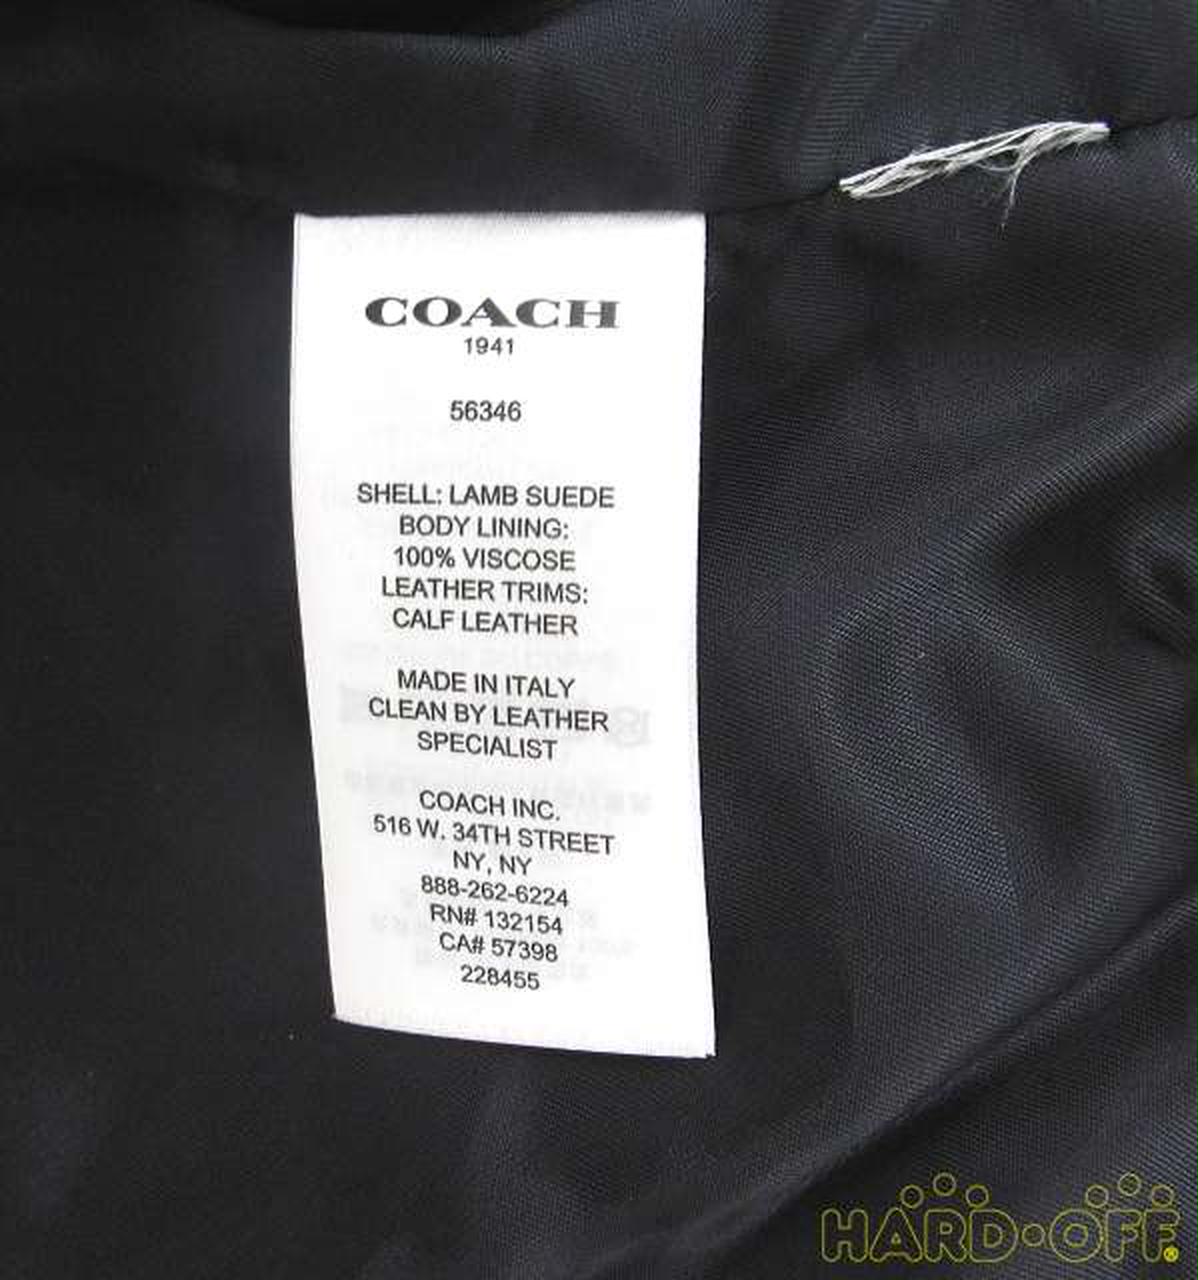 COACH
1941
56346
SHELL: LAMB SUEDE
BODY LINING:
100% VISCOSE
LEATHER TRIMS:
CALF LEATHER
MADE IN ITALY
CLEAN BY LEATHER
SPECIALIST
COACH INC.
516 W. 34TH STREET
NY, NY
888-262-6224
RN# 132154
CA# 57398
228455
HARD·OFF®